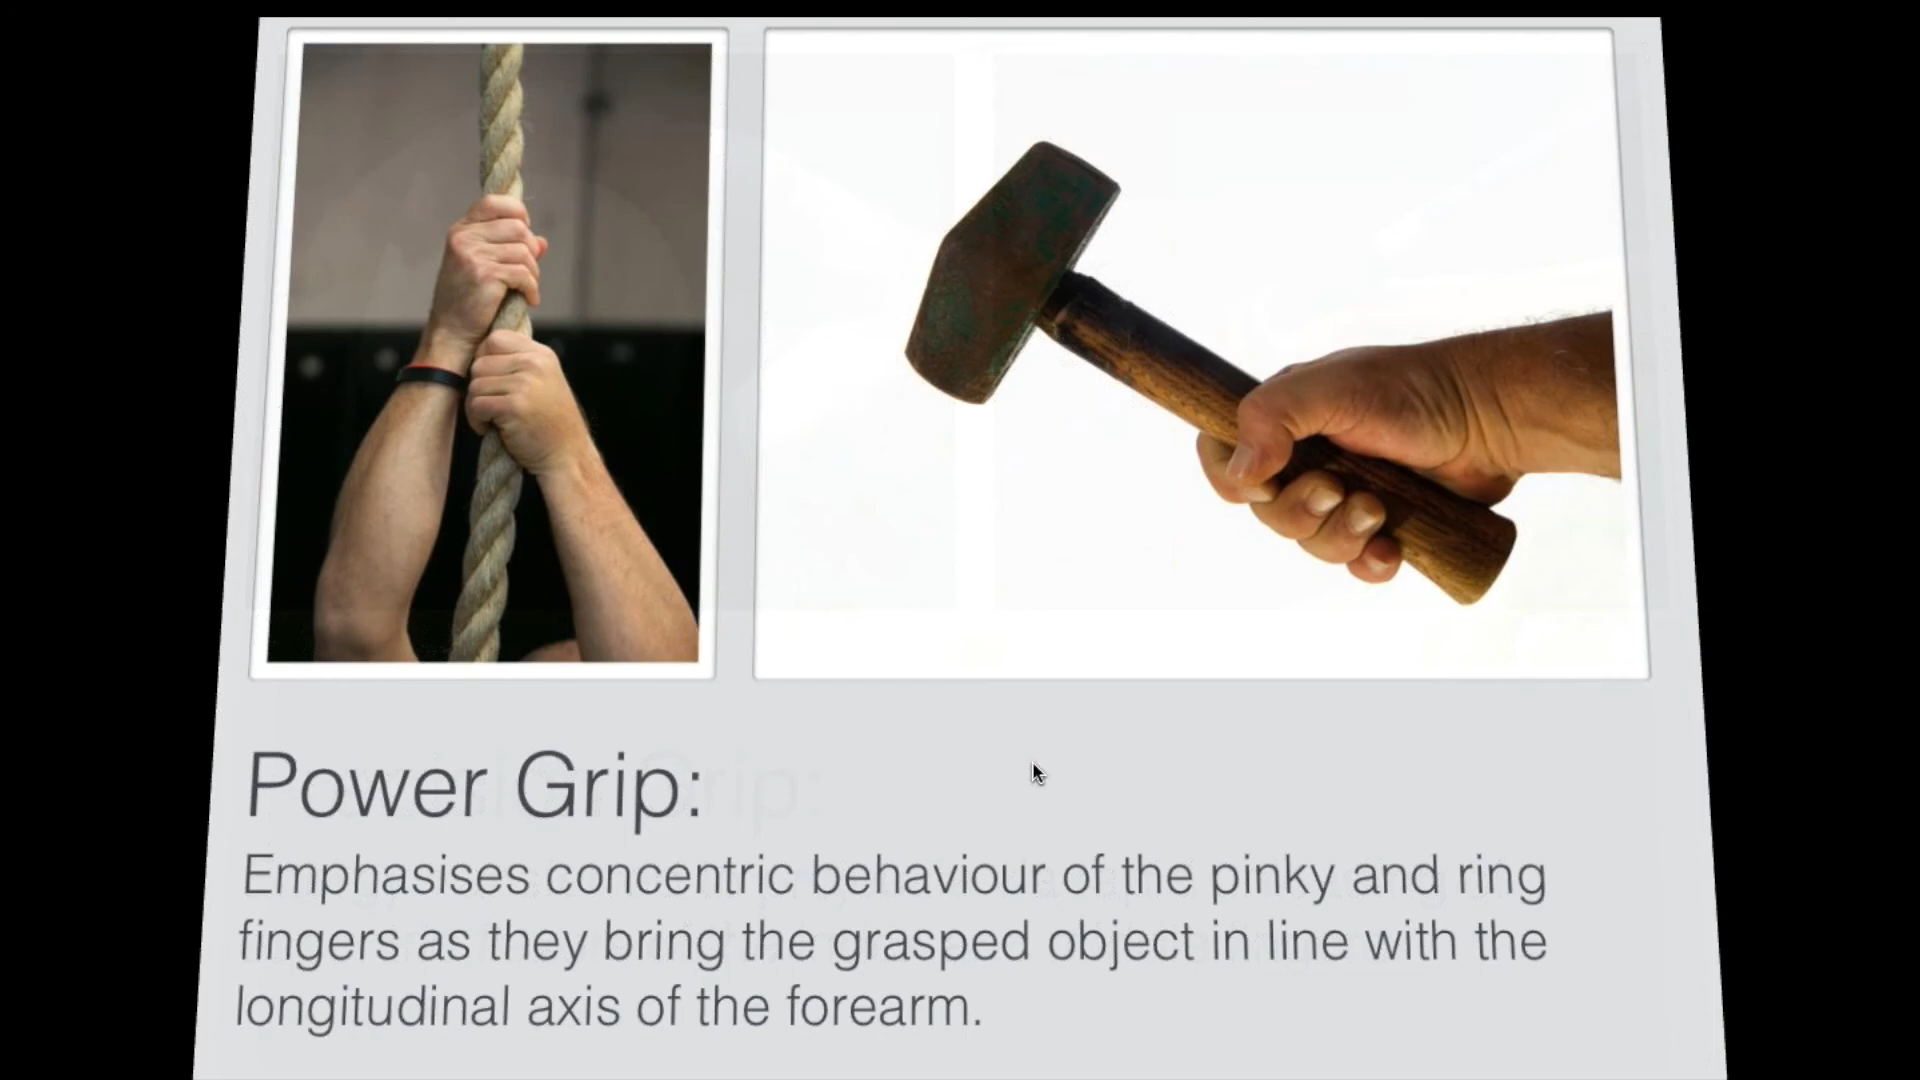 Power Grip:
Emphasises concentric behaviour of the pinky and ring
fingers as they bring the grasped object in line with the
longitudinal axis of the forearm.